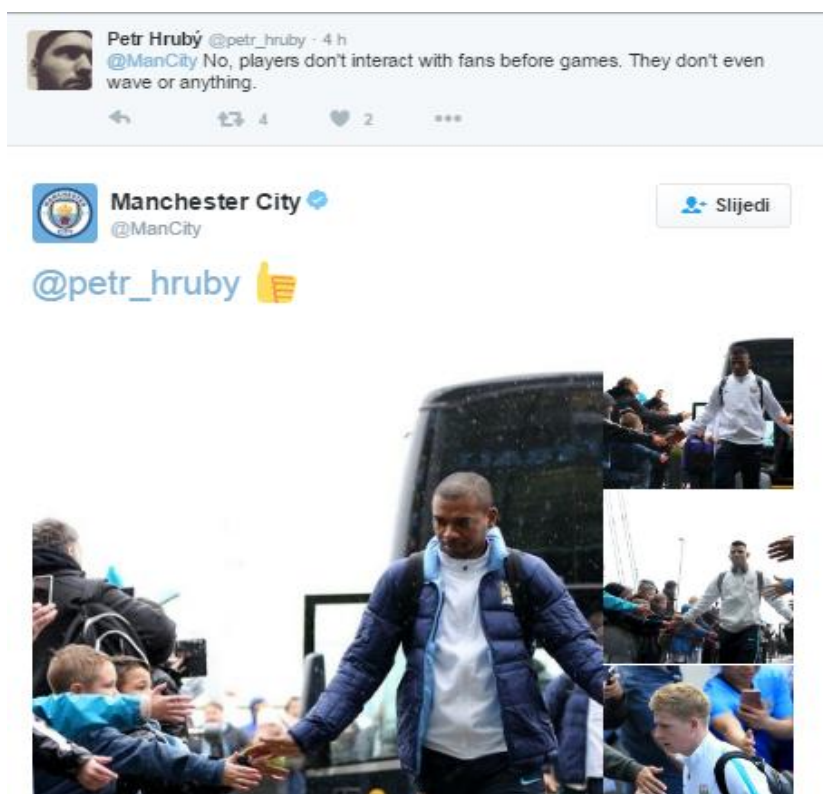 Petr Hrubý @petr_hruby · 4 h
@ManCity No, players don't interact with fans before games. They don't even
wave or anything.
4 2
Manchester City
@ManCity
Slijedi
@petr_hruby